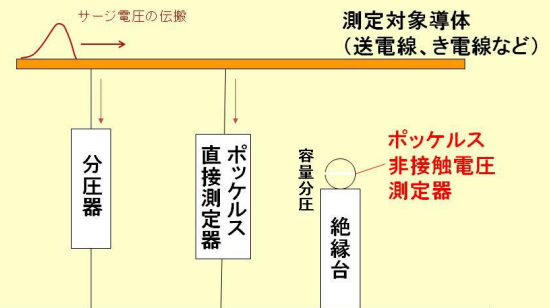 サージ電圧の伝搬
測定対象導体
（送電線、き電線など）
分圧器
ポッケルス
直接測定器
容量分圧
ポッケルス
非接触電圧
測定器
絶縁台